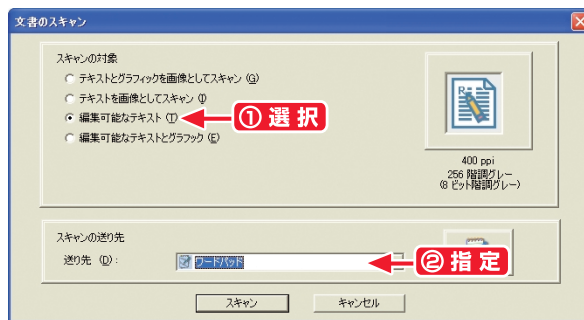 文書のスキャン
スキャンの対象
テキストとグラフィックを画像としてスキャン (G)
テキストを画像としてスキャン (I)
編集可能なテキスト (T)
① 選択
編集可能なテキストとグラフック (E)
400 ppi
256 階調グレー
(8 ビット階調グレー)
スキャンの送り先
送り先 (D) :
ワードパッド
② 指定
スキャン
キャンセル